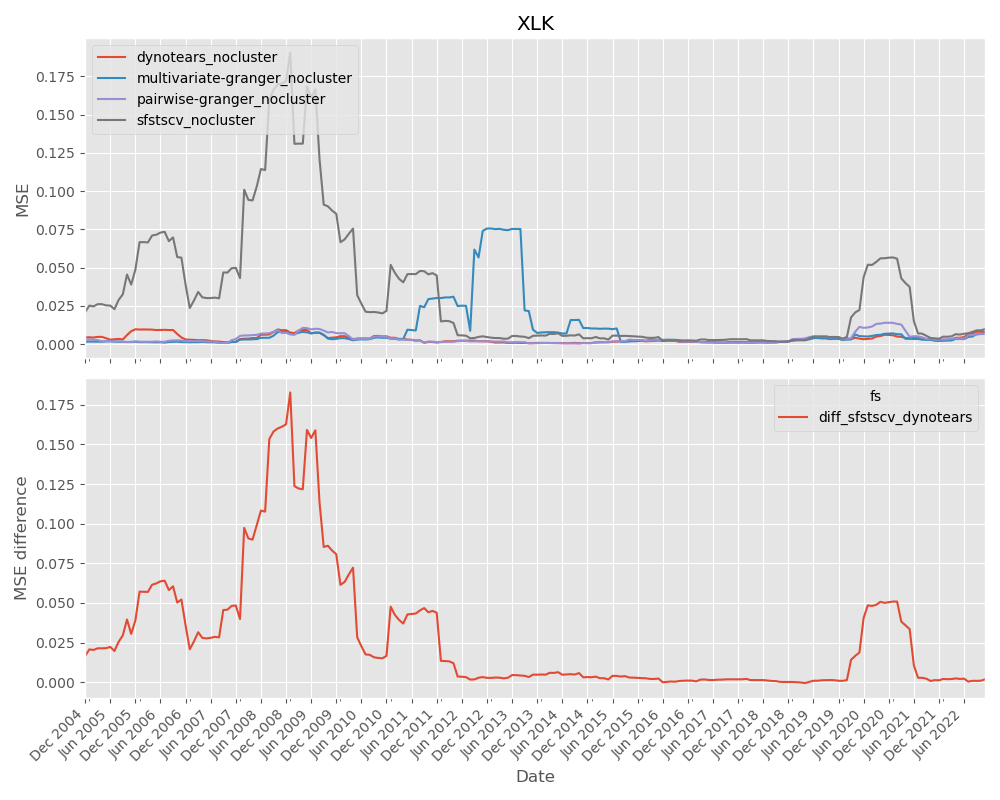 XLK
dynotears_nocluster
multivariate-granger_nocluster
pairwise-granger_nocluster
sfstscv_nocluster
0.175
0.150
0.125
0.100
0.075
0.050
0.025
0.000
MSE
fs
diff_sfstscv_dynotears
0.175
0.150
0.125
0.100
0.075
0.050
0.025
0.000
MSE difference
Dec 2004
Jun 2005
Dec 2005
Jun 2006
Dec 2006
Jun 2007
Dec 2007
Jun 2008
Dec 2008
Jun 2009
Dec 2009
Jun 2010
Dec 2010
Jun 2011
Dec 2011
Jun 2012
Dec 2012
Jun 2013
Dec 2013
Jun 2014
Dec 2014
Jun 2015
Dec 2015
Jun 2016
Dec 2016
Jun 2017
Dec 2017
Jun 2018
Dec 2018
Jun 2019
Dec 2019
Jun 2020
Dec 2020
Jun 2021
Dec 2021
Jun 2022
Date